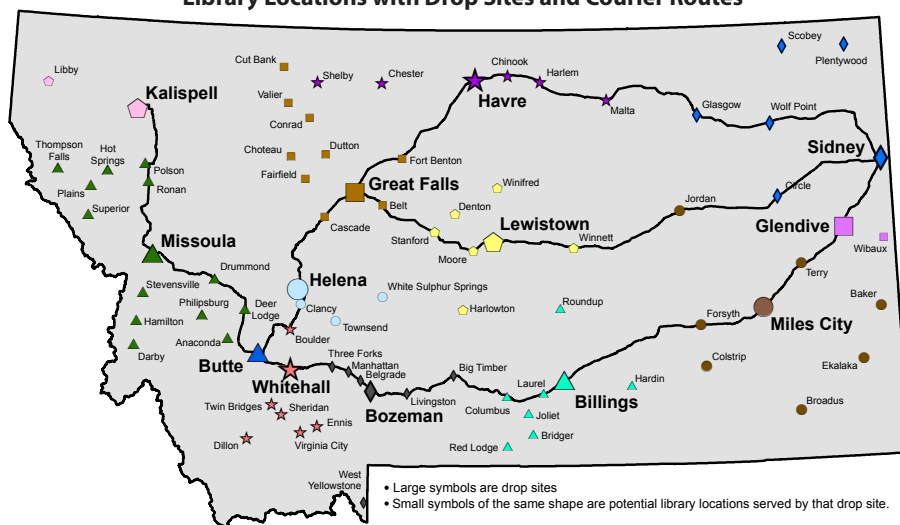 Library Locations with Drop Sites and Courier Routes
Scobey
Plentywood
Libby
Cut Bank
Shelby
Chester
Chinook
Harlem
Kalispell
Havre
Valier
Malta
Glasgow
Wolf Point
Conrad
Thompson
Falls
Hot
Springs
Choteau
Dutton
Sidney
Polson
Fairfield
Fort Benton
Plains
Ronan
Great Falls
Winifred
Circle
Superior
Belt
Denton
Jordan
Cascade
Stanford
Lewistown
Glendive
Missoula
Moore
Winnett
Wibaux
Drummond
Helena
Terry
Stevensville
White Sulphur Springs
Philipsburg
Deer
Lodge
Clancy
Harlowton
Roundup
Baker
Hamilton
Townsend
Forsyth
Miles City
Anaconda
Boulder
Darby
Butte
Three Forks
Manhattan
Belgrade
Big Timber
Colstrip
Ekalaka
Whitehall
Laurel
Billings
Hardin
Twin Bridges
Sheridan
Bozeman
Livingston
Columbus
Joliet
Broadus
Ennis
Dillon
Virginia City
Bridger
Red Lodge
West
Yellowstone
• Large symbols are drop sites
• Small symbols of the same shape are potential library locations served by that drop site.